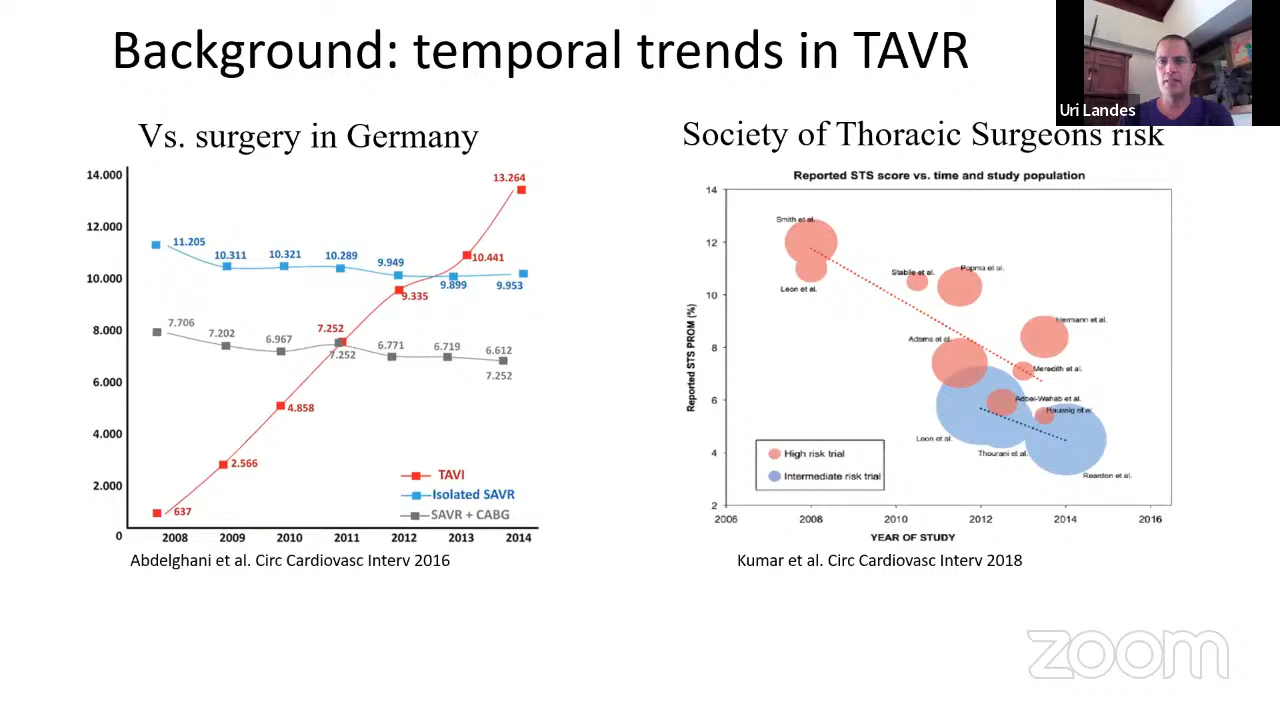 Background: temporal trends in TAVR
Uri Landes
Vs. surgery in Germany
14.000
12.000
10.000
8.000
6.000
4.000
2.000
0
13.264
11.205
10.311
10.321
10.289
9.949
10.441
9.335
9.899
9.953
7.706
7.202
6.967
7.252
7.252
6.771
6.719
6.612
7.252
4.858
2.566
637
TAVI
Isolated SAVR
SAVR + CABG
2008 2009 2010 2011 2012 2013 2014
Abdelghani et al. Circ Cardiovasc Interv 2016
Society of Thoracic Surgeons risk
Reported STS score vs. time and study population
Reported STS PROM (%)
14
12
10
8
6
4
2
Smith et al.
Leon et al.
Stabile et al.
Popma et al.
Hermann et al.
Adams et al.
Meredith et al.
et al.
et al.
Leon et al.
Thourani et al.
Reardon et al.
High risk trial
Intermediate risk trial
2006 2008 2010 2012 2014 2016
YEAR OF STUDY
Kumar et al. Circ Cardiovasc Interv 2018
zoom